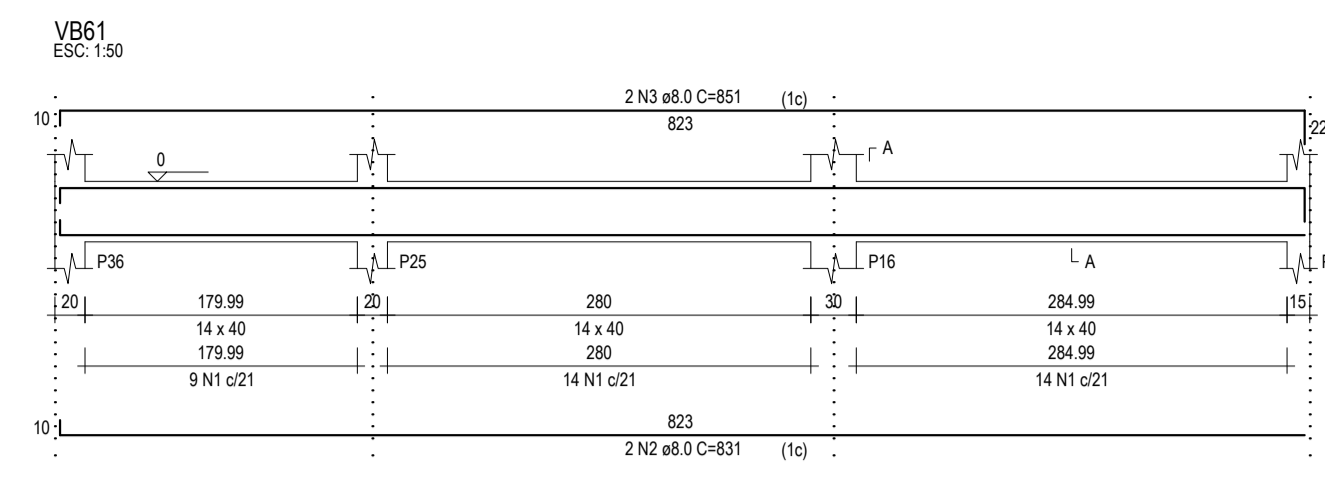 VB61
ESC: 1:50
2 N3 ø8.0 C=851 (1c)
10
823
22
0
A
P36
P25
P16
A
20 179.99 20 280 30 284.99 15
14 x 40 14 x 40 14 x 40
179.99 280 284.99
9 N1 c/21 14 N1 c/21 14 N1 c/21
10
823
2 N2 ø8.0 C=831 (1c)